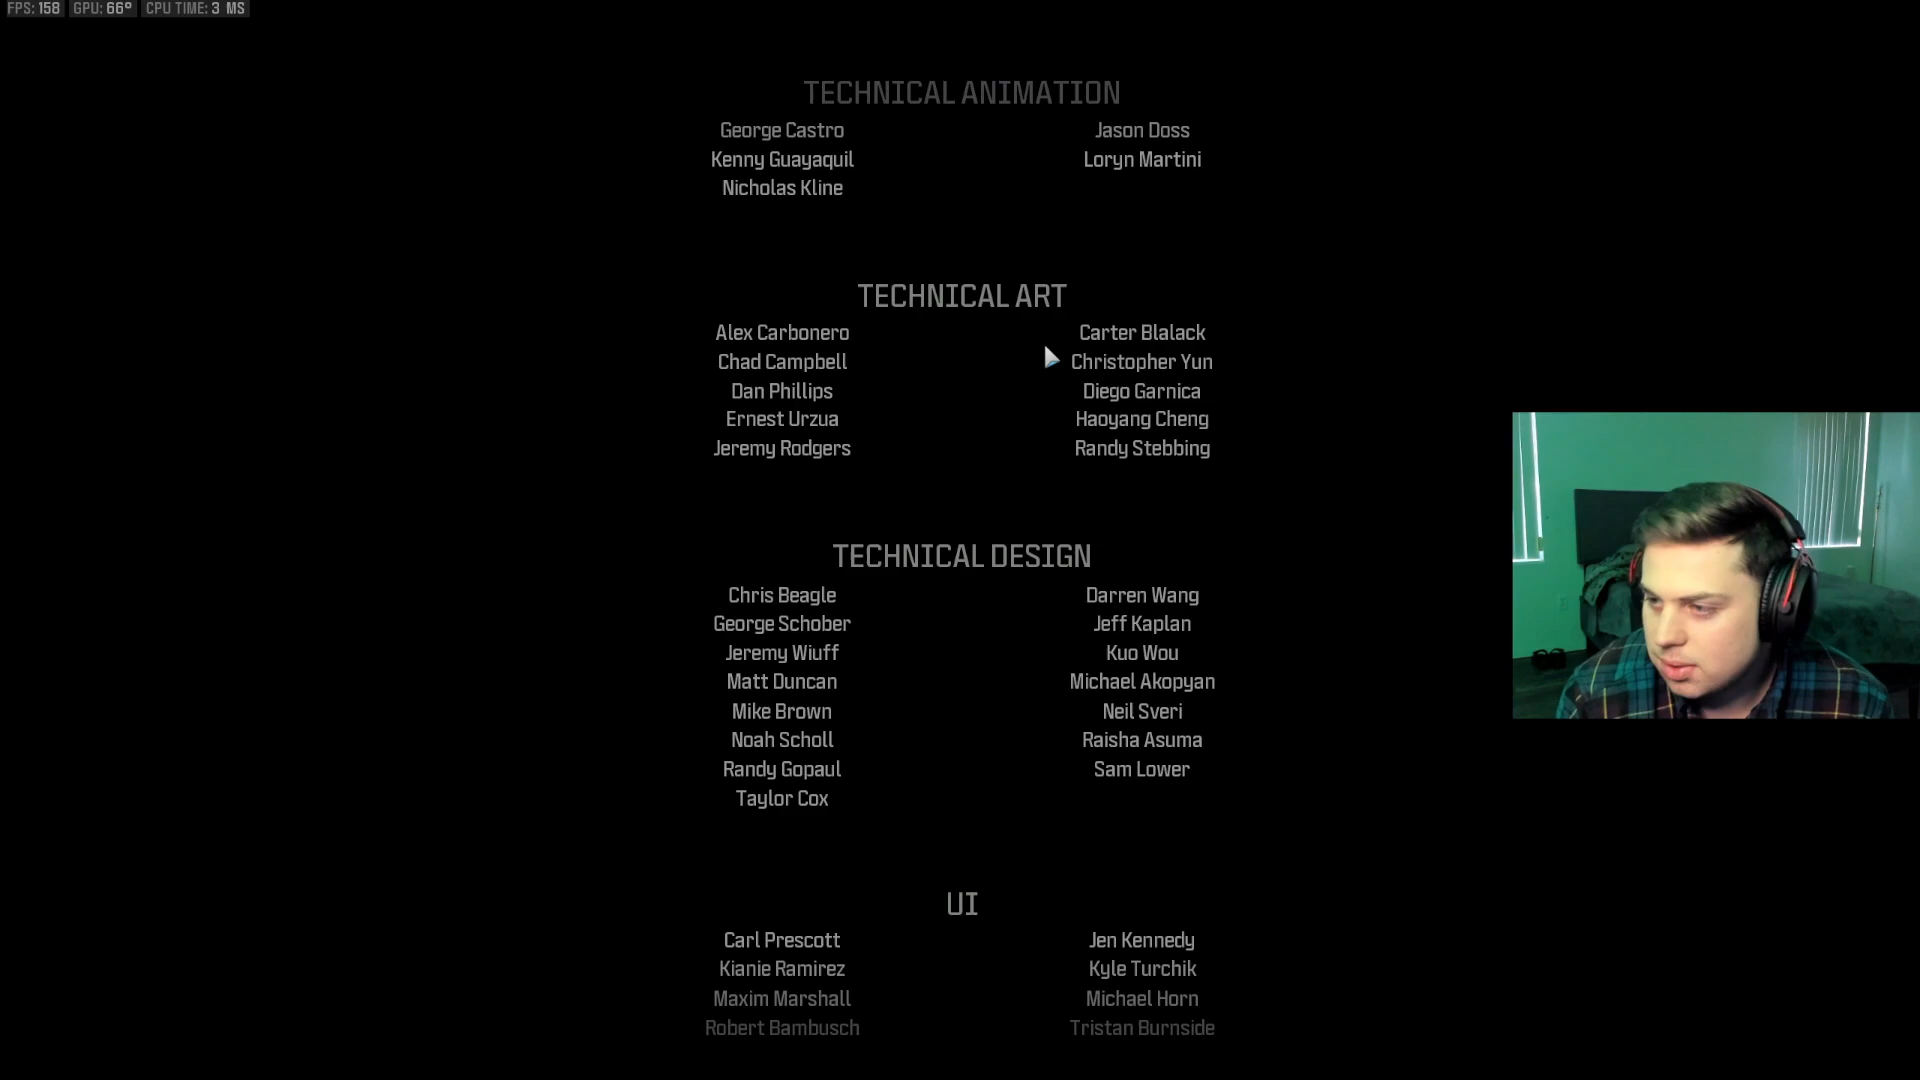 FPS: 158 GPU: 66° CPU TIME: 3 MS
TECHNICAL ANIMATION
George Castro Jason Doss
Kenny Guayaquil Loryn Martini
Nicholas Kline
TECHNICAL ART
Alex Carbonero Carter Blalack
Chad Campbell Christopher Yun
Dan Phillips Diego Garnica
Ernest Urzua Haoyang Cheng
Jeremy Rodgers Randy Stebbing
TECHNICAL DESIGN
Chris Beagle Darren Wang
George Schober Jeff Kaplan
Jeremy Wiuff Kuo Wou
Matt Duncan Michael Akopyan
Mike Brown Neil Sveri
Noah Scholl Raisha Asuma
Randy Gopaul Sam Lower
Taylor Cox
UI
Carl Prescott Jen Kennedy
Kianie Ramirez Kyle Turchik
Maxim Marshall Michael Horn
Robert Bambusch Tristan Burnside